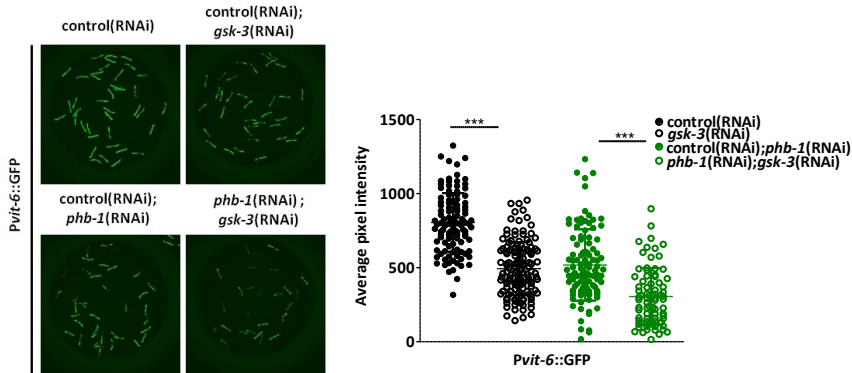 control(RNAi)
control(RNAi);
gsk-3(RNAi)
control(RNAi);
phb-1(RNAi)
phb-1(RNAi) ;
gsk-3(RNAi)
Pvit-6::GFP
Average pixel intensity
1500
1000
500
0
***
***
control(RNAi)
gsk-3(RNAi)
control(RNAi);phb-1(RNAi)
phb-1(RNAi);gsk-3(RNAi)
Pvit-6::GFP